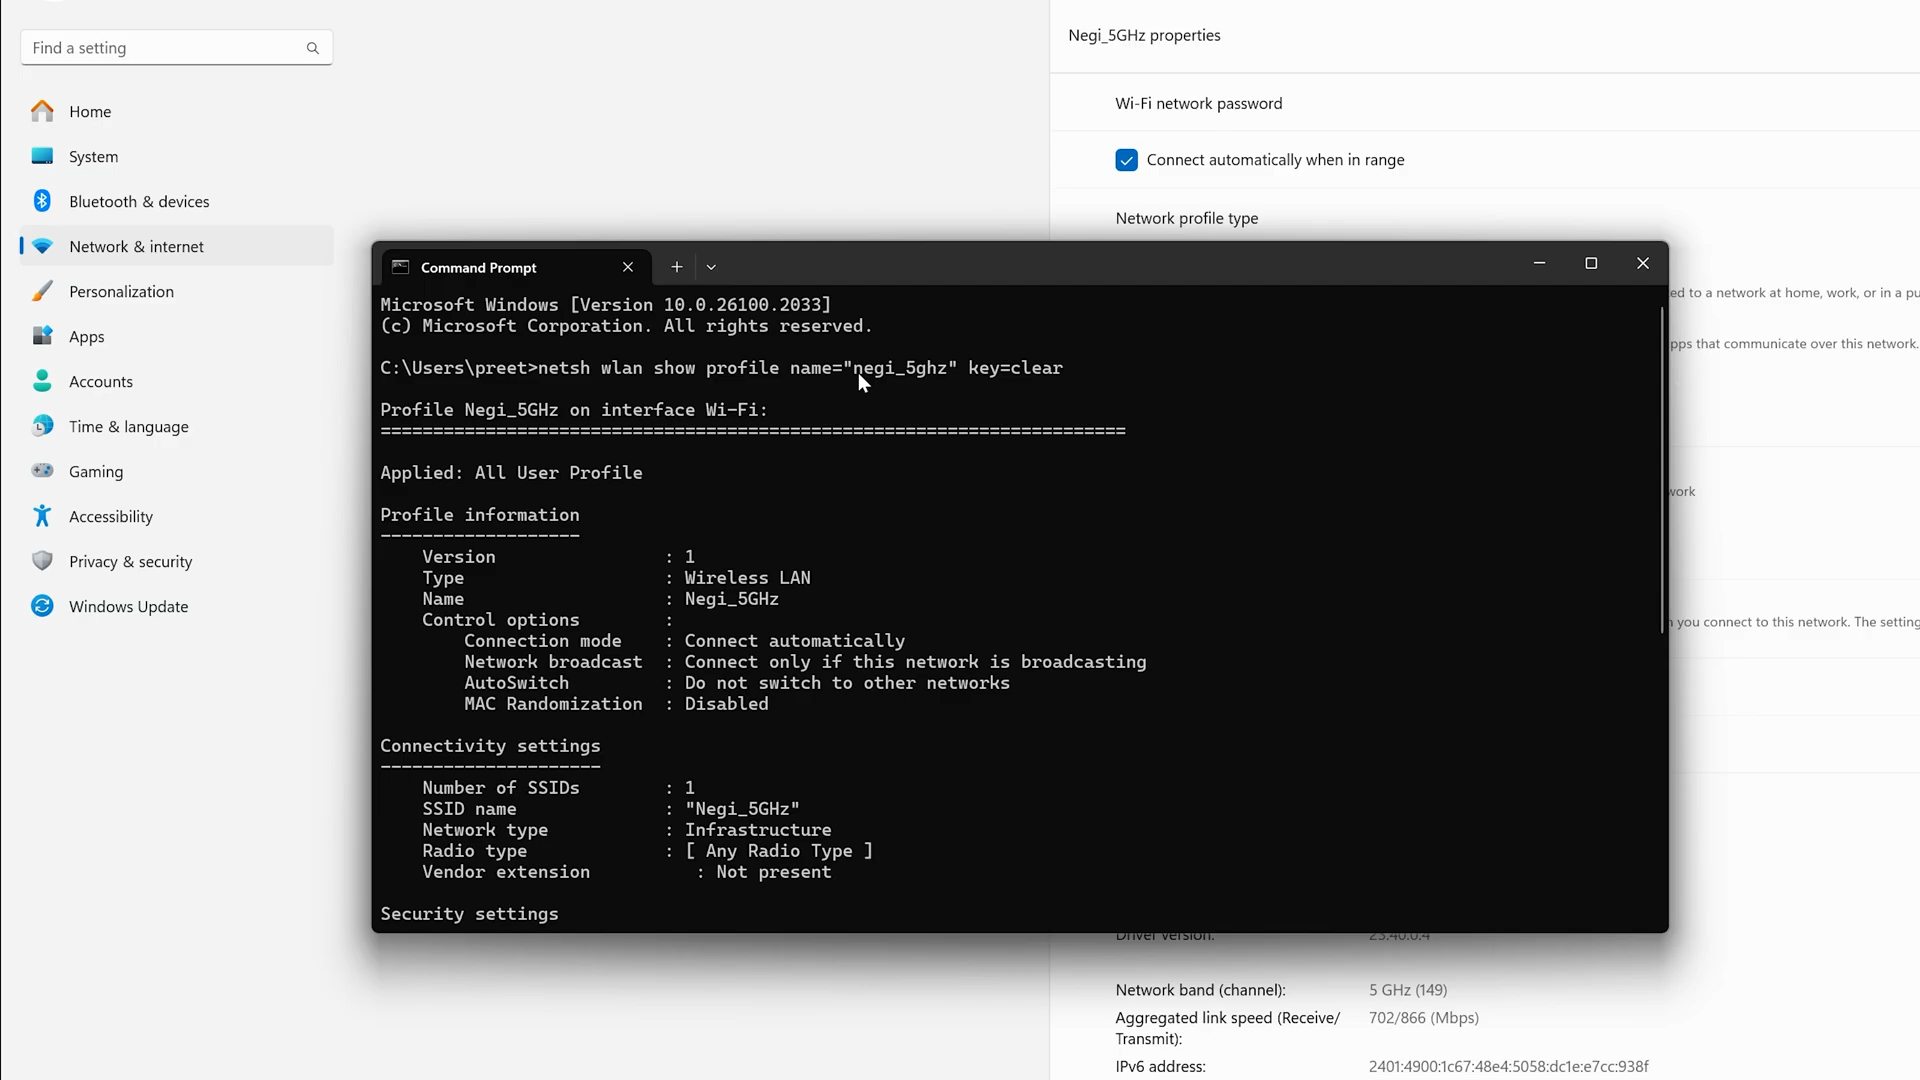 Find a setting
Home
System
Bluetooth & devices
Network & internet
Personalization
Apps
Accounts
Time & language
Gaming
Accessibility
Privacy & security
Windows Update
Negi_5GHz properties
Wi-Fi network password
Connect automatically when in range
Network profile type
ed to a network at home, work, or in a pu
pps that communicate over this network.
work
you connect to this network. The setting
Command Prompt
Microsoft Windows [Version 10.0.26100.2033]
(c) Microsoft Corporation. All rights reserved.
C:\Users\preet>netsh wlan show profile name="negi_5ghz" key=clear
Profile Negi_5GHz on interface Wi-Fi:
=======================================================================
Applied: All User Profile
Profile information
-------------------
Version : 1
Type : Wireless LAN
Name : Negi_5GHz
Control options :
Connection mode : Connect automatically
Network broadcast : Connect only if this network is broadcasting
AutoSwitch : Do not switch to other networks
MAC Randomization : Disabled
Connectivity settings
---------------------
Number of SSIDs : 1
SSID name : "Negi_5GHz"
Network type : Infrastructure
Radio type : [ Any Radio Type ]
Vendor extension : Not present
Security settings
Driver version: 23.40.0.4
Network band (channel): 5 GHz (149)
Aggregated link speed (Receive/ 702/866 (Mbps)
Transmit):
IPv6 address: 2401:4900:1c67:48e4:5058:dc1e:e7cc:938f